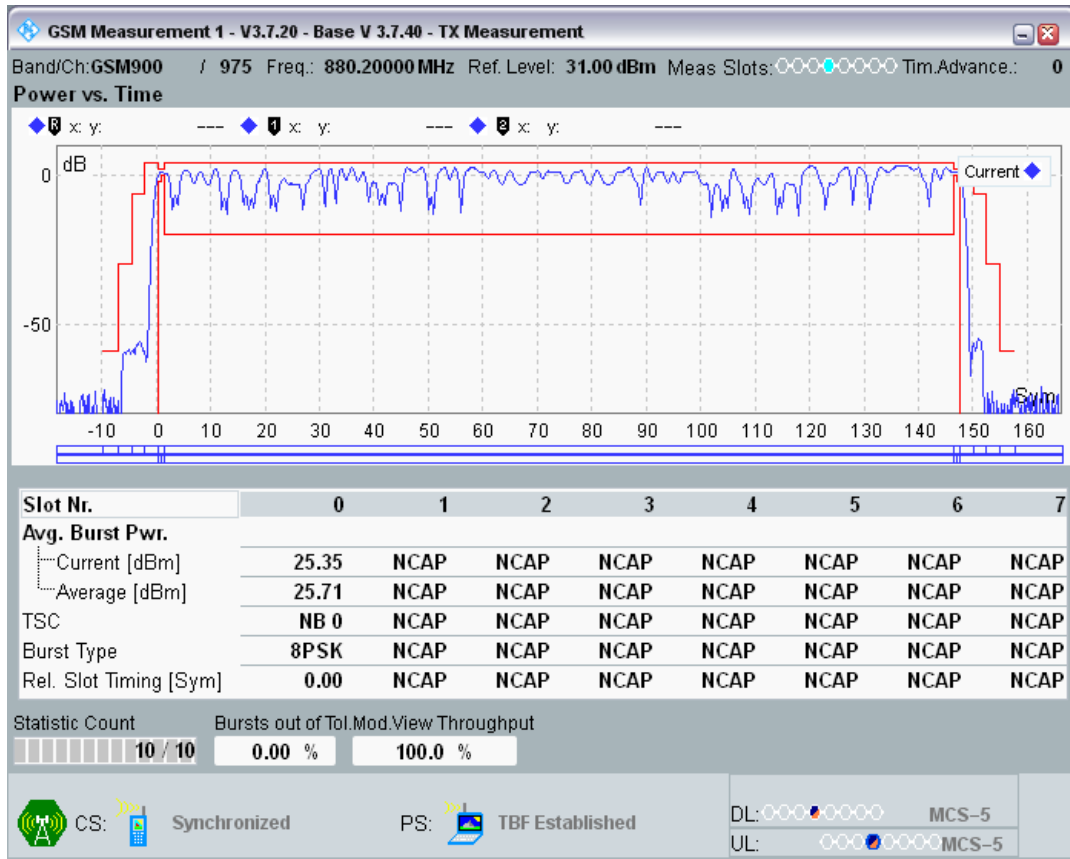 GSM Measurement 1 - V3.7.20 - Base V 3.7.40 - TX Measurement
Band/Ch:GSM900 / 975 Freq.: 880.20000 MHz Ref. Level: 31.00 dBm Meas Slots: Tim.Advance.: 0
Power vs. Time
R x: y: --- 1 x: y: --- 2 x: y: ---
dB
Current
0
-50
Sym
-10 0 10 20 30 40 50 60 70 80 90 100 110 120 130 140 150 160
Slot Nr. 0 1 2 3 4 5 6 7
Avg. Burst Pwr.
Current [dBm] 25.35 NCAP NCAP NCAP NCAP NCAP NCAP NCAP
Average [dBm] 25.71 NCAP NCAP NCAP NCAP NCAP NCAP NCAP
TSC NB 0 NCAP NCAP NCAP NCAP NCAP NCAP NCAP
Burst Type 8PSK NCAP NCAP NCAP NCAP NCAP NCAP NCAP
Rel. Slot Timing [Sym] 0.00 NCAP NCAP NCAP NCAP NCAP NCAP NCAP
Statistic Count Bursts out of Tol.Mod.View Throughput
10 / 10 0.00 % 100.0 %
CS: Synchronized PS: TBF Established
DL: MCS-5
UL: MCS-5